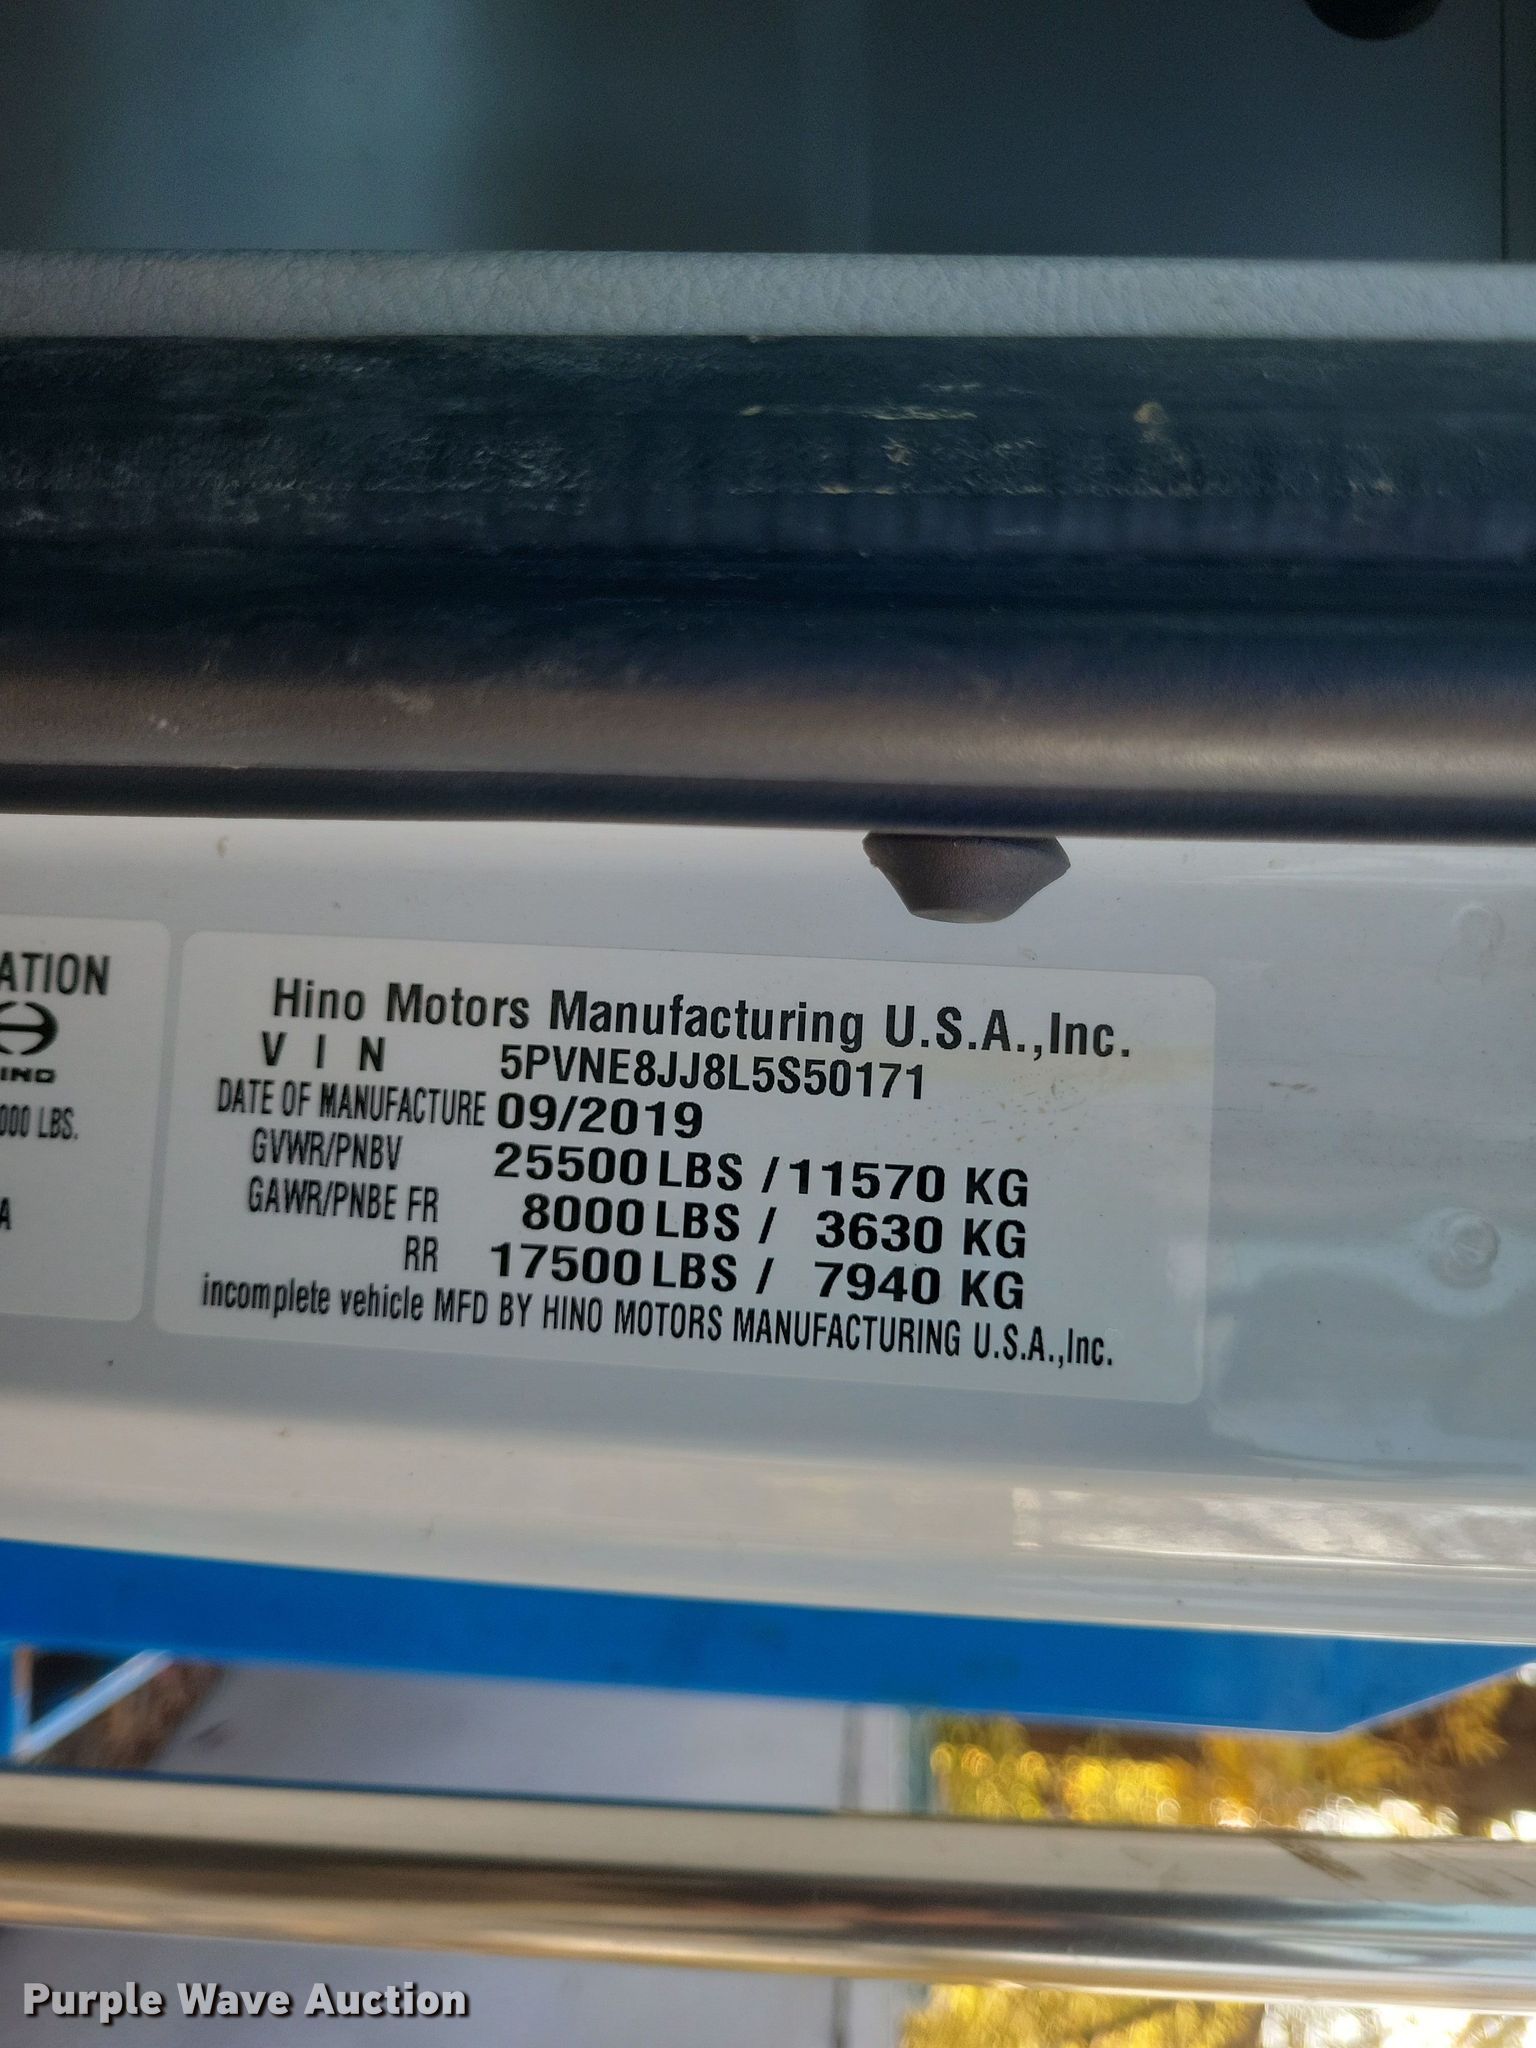 ATION
INO
000 LBS.
A
Hino Motors Manufacturing U.S.A.,Inc.
V I N 5PVNE8JJ8L5S50171
DATE OF MANUFACTURE 09/2019
GVWR/PNBV 25500 LBS / 11570 KG
GAWR/PNBE FR 8000 LBS / 3630 KG
RR 17500 LBS / 7940 KG
incomplete vehicle MFD BY HINO MOTORS MANUFACTURING U.S.A.,Inc.
Purple Wave Auction